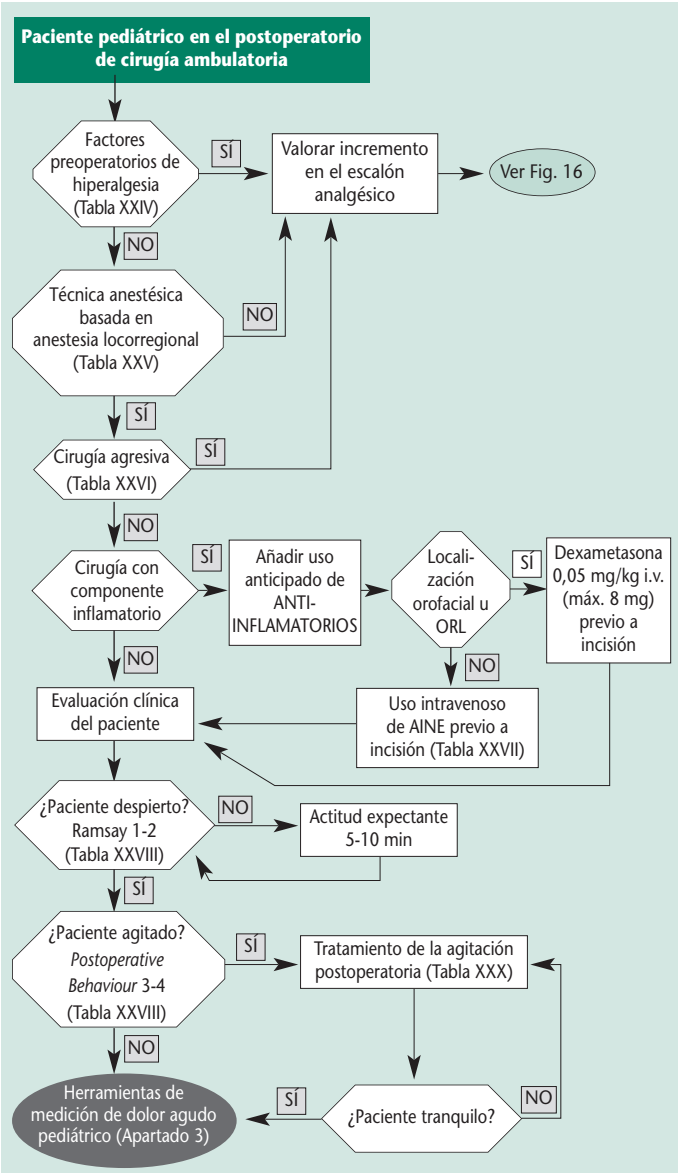 Paciente pediátrico en el postoperatorio
de cirugía ambulatoria
Factores
preoperatorios de
hiperalgesia
(Tabla XXIV)
SÍ
Valorar incremento
en el escalón
analgésico
Ver Fig. 16
NO
Técnica anestésica
basada en
anestesia locorregional
(Tabla XXV)
NO
SÍ
Cirugía agresiva
(Tabla XXVI)
SÍ
NO
Cirugía con
componente
inflamatorio
SÍ
Añadir uso
anticipado de
ANTI-
INFLAMATORIOS
Locali-
zación
orofacial u
ORL
SÍ
Dexametasona
0,05 mg/kg i.v.
(máx. 8 mg)
previo a
incisión
NO
NO
Evaluación clínica
del paciente
Uso intravenoso
de AINE previo a
incisión (Tabla XXVII)
¿Paciente despierto?
Ramsay 1-2
(Tabla XXVIII)
NO
Actitud expectante
5-10 min
SÍ
¿Paciente agitado?
Postoperative
Behaviour 3-4
(Tabla XXVIII)
SÍ
Tratamiento de la agitación
postoperatoria (Tabla XXX)
NO
Herramientas de
medición de dolor agudo
pediátrico (Apartado 3)
SÍ
¿Paciente tranquilo?
NO